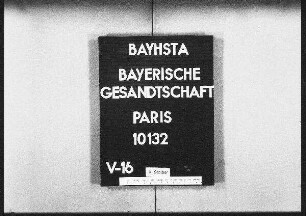 BAYHSTA
BAYERISCHE
GESANDTSCHAFT
PARIS
10132
V-16